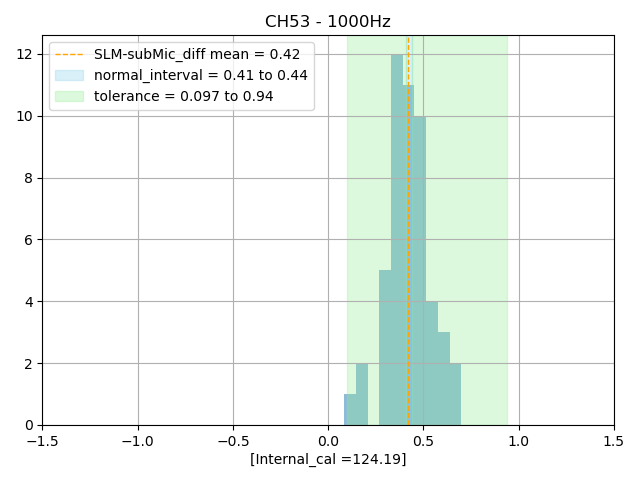 CH53 - 1000Hz
SLM-subMic_diff mean = 0.42
normal_interval = 0.41 to 0.44
tolerance = 0.097 to 0.94
12
10
8
6
4
2
0
−1.5 −1.0 −0.5 0.0 0.5 1.0 1.5
[Internal_cal =124.19]